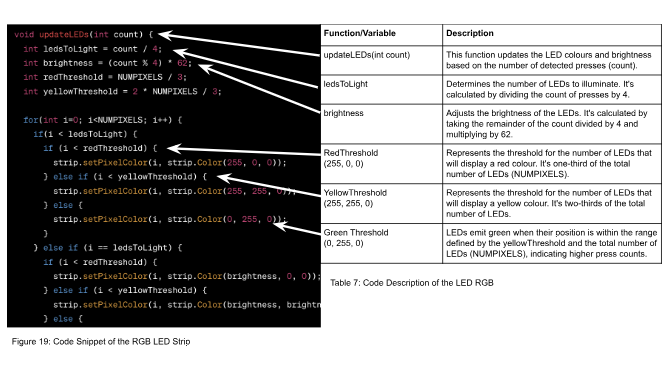 void updateLEDs(int count) {
int ledsToLight = count / 4;
int brightness = (count % 4) * 62;
int redThreshold = NUMPIXELS / 3;
int yellowThreshold = 2 * NUMPIXELS / 3;
for(int i=0; i<NUMPIXELS; i++) {
if(i < ledsToLight) {
if (i < redThreshold) {
strip.setPixelColor(i, strip.Color(255, 0, 0));
} else if (i < yellowThreshold) {
strip.setPixelColor(i, strip.Color(255, 255, 0));
} else {
strip.setPixelColor(i, strip.Color(0, 255, 0));
}
} else if (i == ledsToLight) {
if (i < redThreshold) {
strip.setPixelColor(i, strip.Color(brightness, 0, 0));
} else if (i < yellowThreshold) {
strip.setPixelColor(i, strip.Color(brightness, brightn
} else {
Figure 19: Code Snippet of the RGB LED Strip
Function/Variable
Description
updateLEDs(int count)
This function updates the LED colours and brightness
based on the number of detected presses (count).
ledsToLight
Determines the number of LEDs to illuminate. It's
calculated by dividing the count of presses by 4.
brightness
Adjusts the brightness of the LEDs. It's calculated by
taking the remainder of the count divided by 4 and
multiplying by 62.
RedThreshold
(255, 0, 0)
Represents the threshold for the number of LEDs that
will display a red colour. It's one-third of the total
number of LEDs (NUMPIXELS).
YellowThreshold
(255, 255, 0)
Represents the threshold for the number of LEDs that
will display a yellow colour. It's two-thirds of the total
number of LEDs.
Green Threshold
(0, 255, 0)
LEDs emit green when their position is within the range
defined by the yellowThreshold and the total number of
LEDs (NUMPIXELS), indicating higher press counts.
Table 7: Code Description of the LED RGB